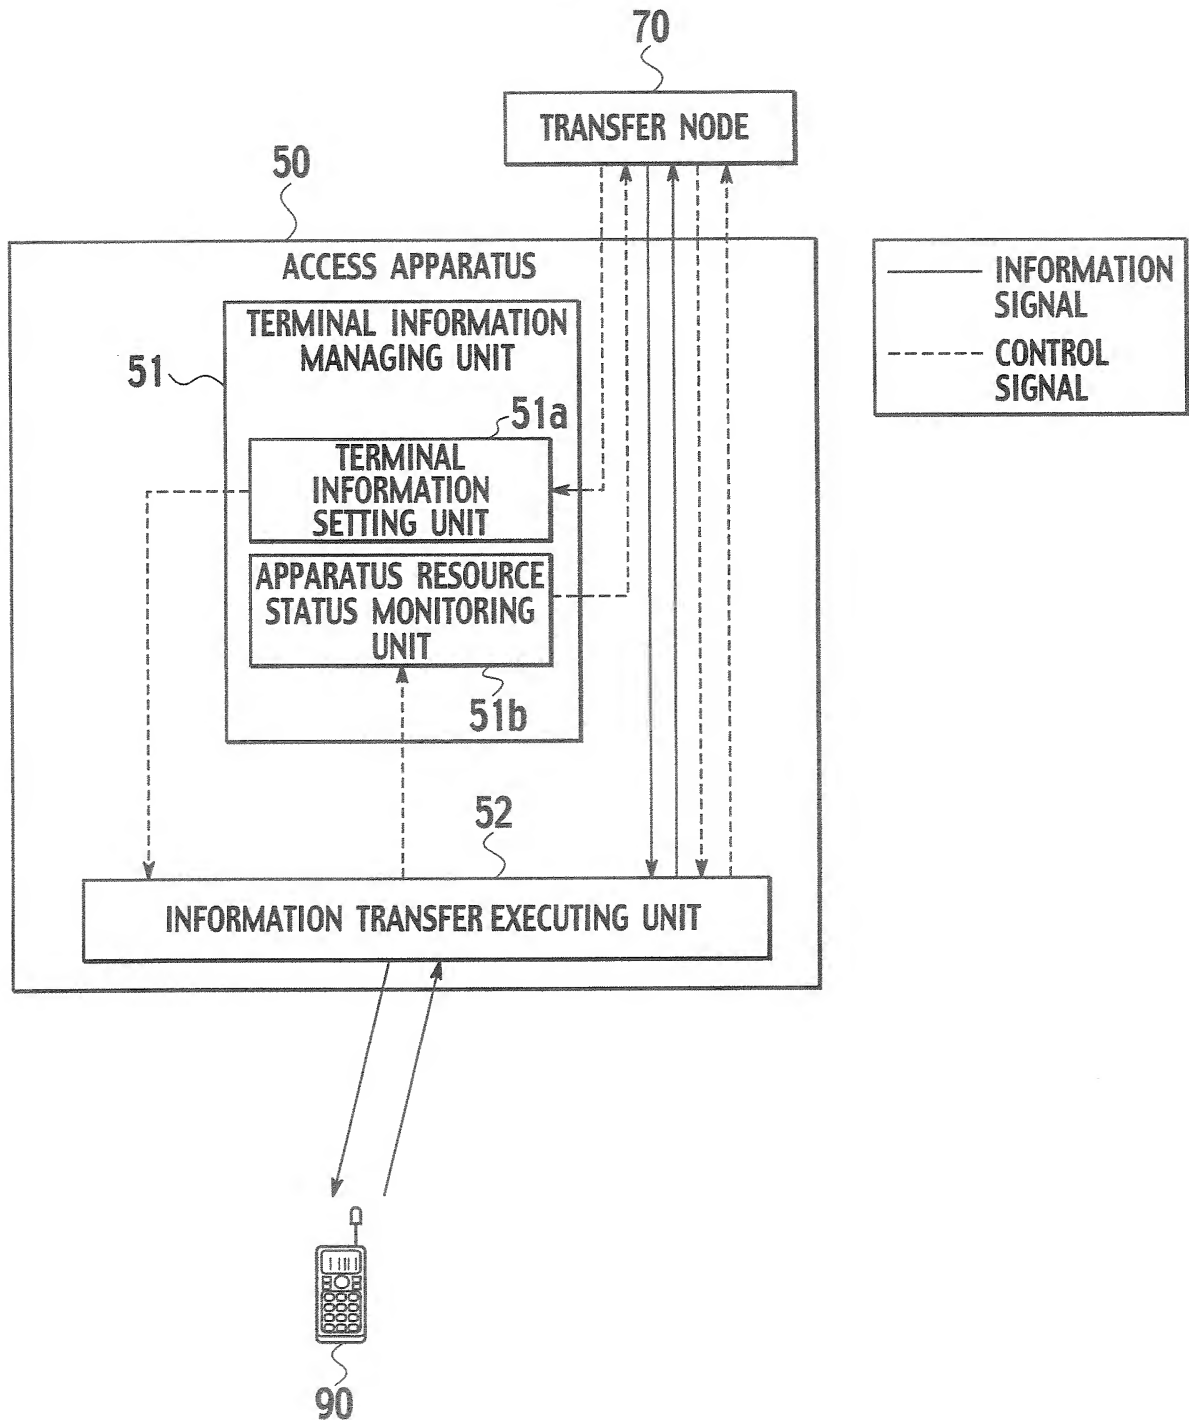 70
TRANSFER NODE
50
ACCESS APPARATUS
TERMINAL INFORMATION
MANAGING UNIT
51
51a
TERMINAL
INFORMATION
SETTING UNIT
APPARATUS RESOURCE
STATUS MONITORING
UNIT
51b
52
INFORMATION TRANSFER EXECUTING UNIT
90
INFORMATION
SIGNAL
CONTROL
SIGNAL